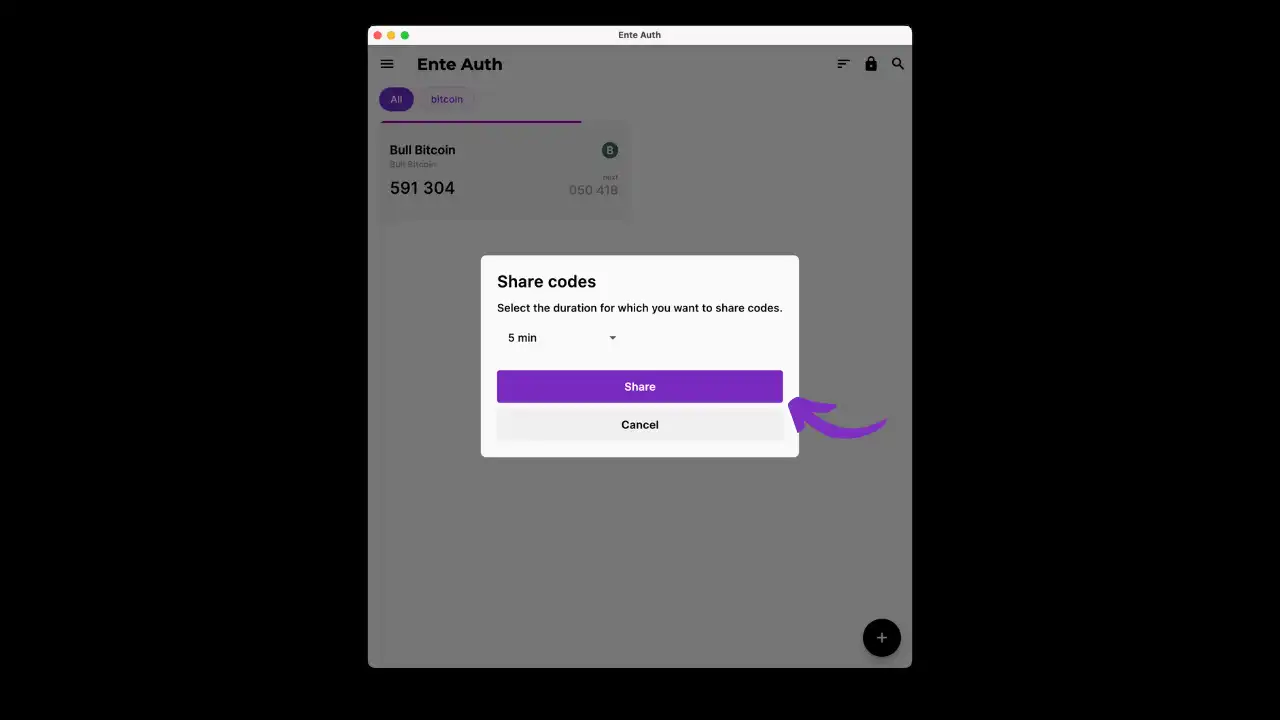 Ente Auth
Ente Auth
All
bitcoin
Bull Bitcoin
B
Bull Bitcoin
next
591 304
050 418
Share codes
Select the duration for which you want to share codes.
5 min
Share
Cancel
+